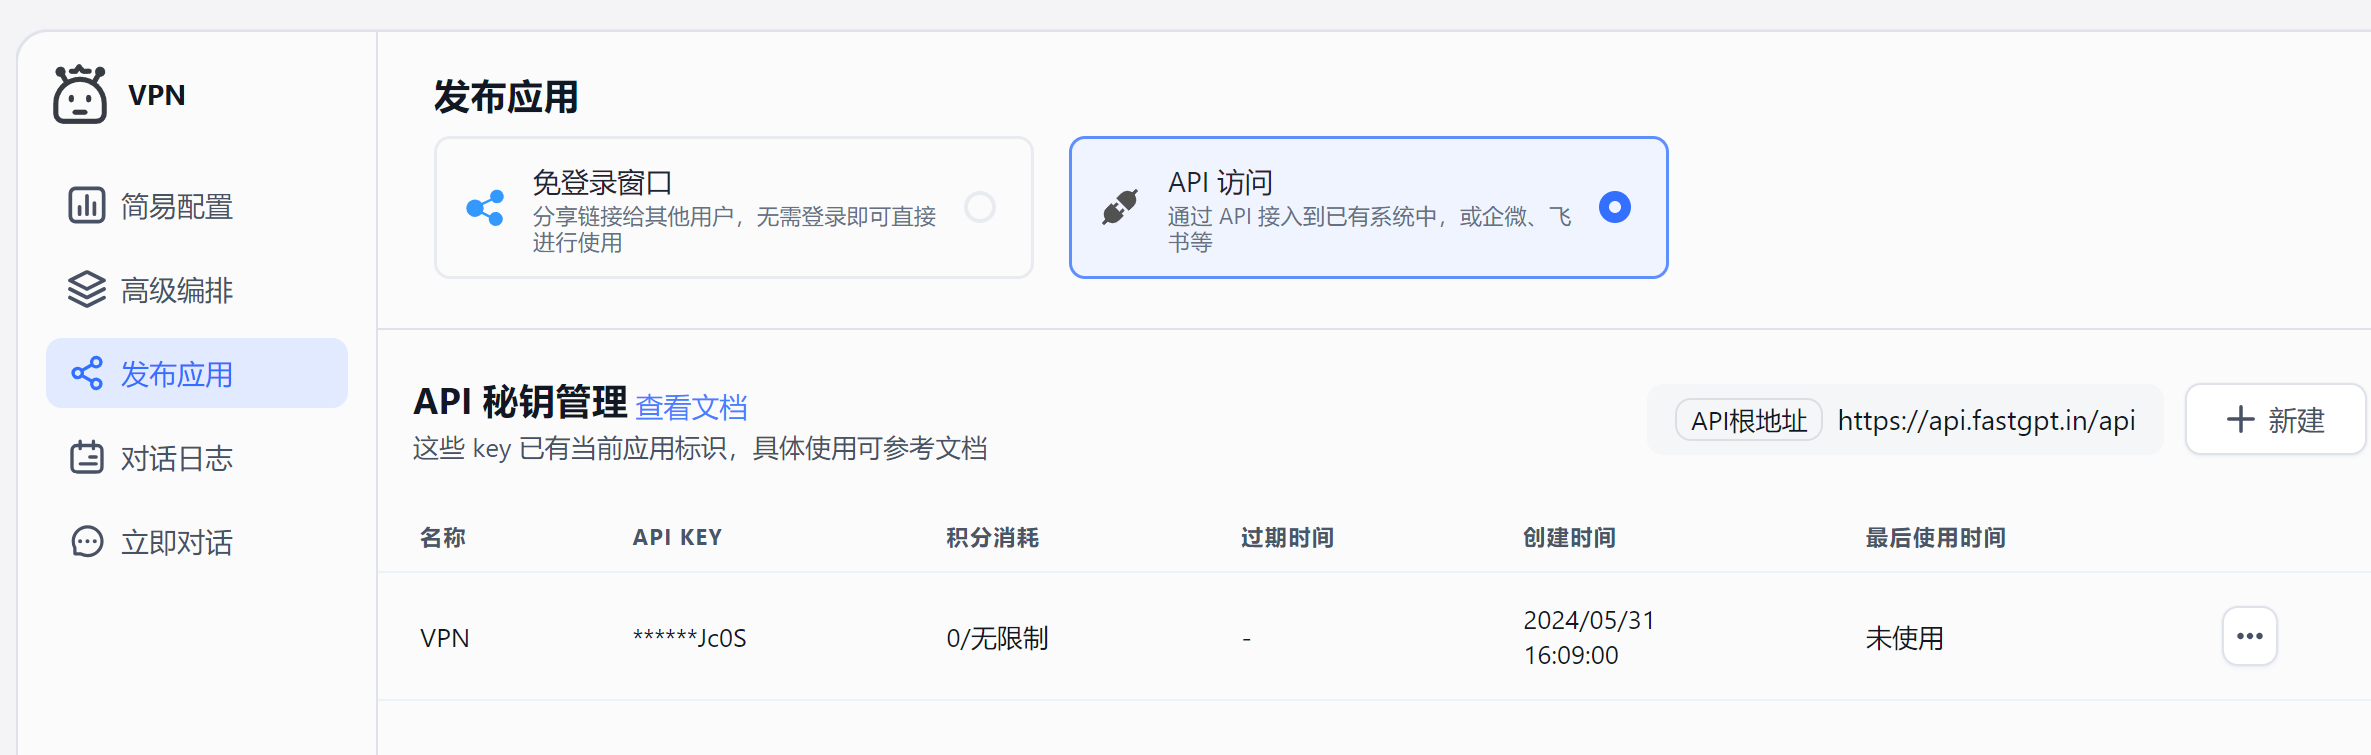 VPN
简易配置
高级编排
发布应用
对话日志
立即对话
发布应用
免登录窗口
分享链接给其他用户，无需登录即可直接
进行使用
API 访问
通过 API 接入到已有系统中，或企微、飞
书等
API 秘钥管理 查看文档
这些 key 已有当前应用标识，具体使用可参考文档
API根地址 https://api.fastgpt.in/api
新建
名称 API KEY 积分消耗 过期时间 创建时间 最后使用时间
VPN ******Jc0S 0/无限制 - 2024/05/31 未使用
16:09:00